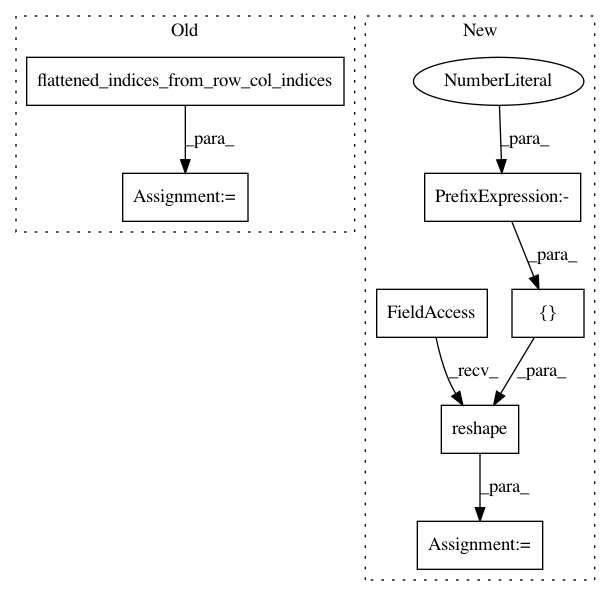 Old
New
flattened_indices_from_row_col_indices
NumberLiteral
_para_
_para_
Assignment:=
PrefixExpression:-
_para_
FieldAccess
{}
_recv_
_para_
reshape
_para_
Assignment:=